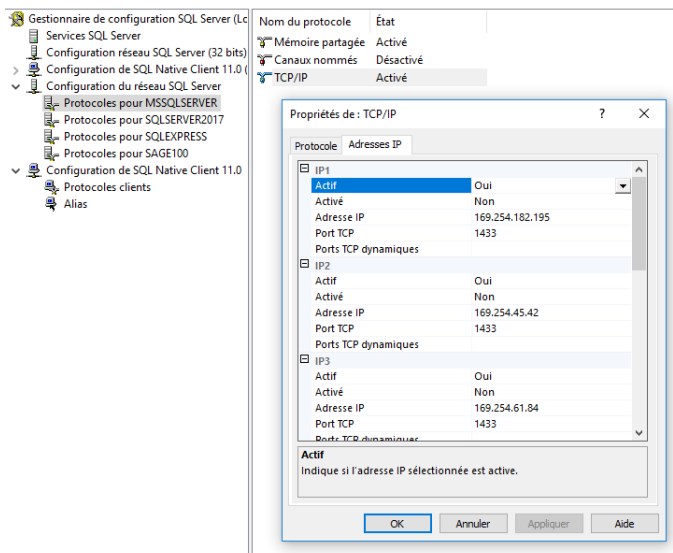 Gestionnaire de configuration SQL Server (Lc
Services SQL Server
Configuration réseau SQL Server (32 bits)
Configuration de SQL Native Client 11.0 (
Configuration du réseau SQL Server
Protocoles pour MSSQLSERVER
Protocoles pour SQLSERVER2017
Protocoles pour SQLEXPRESS
Protocoles pour SAGE100
Configuration de SQL Native Client 11.0
Protocoles clients
Alias
Nom du protocole État
Mémoire partagée Activé
Canaux nommés Désactivé
TCP/IP Activé
Propriétés de : TCP/IP ? ×
Protocole Adresses IP
IP1
Actif Oui
Activé Non
Adresse IP 169.254.182.195
Port TCP 1433
Ports TCP dynamiques
IP2
Actif Oui
Activé Non
Adresse IP 169.254.45.42
Port TCP 1433
Ports TCP dynamiques
IP3
Actif Oui
Activé Non
Adresse IP 169.254.61.84
Port TCP 1433
Ports TCP dynamiques
Actif
Indique si l'adresse IP sélectionnée est active.
OK Annuler Appliquer Aide